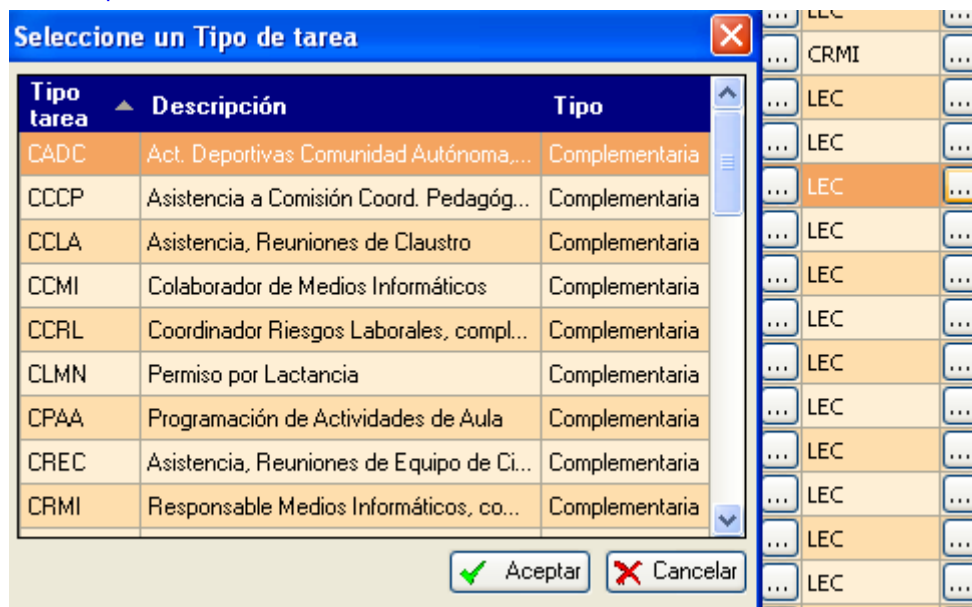 Seleccione un Tipo de tarea
Tipo tarea Descripción Tipo
CADC Act. Deportivas Comunidad Autónoma,... Complementaria
CCCP Asistencia a Comisión Coord. Pedagóg... Complementaria
CCLA Asistencia, Reuniones de Claustro Complementaria
CCMI Colaborador de Medios Informáticos Complementaria
CCRL Coordinador Riesgos Laborales, compl... Complementaria
CLMN Permiso por Lactancia Complementaria
CPAA Programación de Actividades de Aula Complementaria
CREC Asistencia, Reuniones de Equipo de Ci... Complementaria
CRMI Responsable Medios Informáticos, co... Complementaria
Aceptar Cancelar
... LEC ...
... CRMI ...
... LEC ...
... LEC ...
... LEC ...
... LEC ...
... LEC ...
... LEC ...
... LEC ...
... LEC ...
... LEC ...
... LEC ...
... LEC ...
... LEC ...